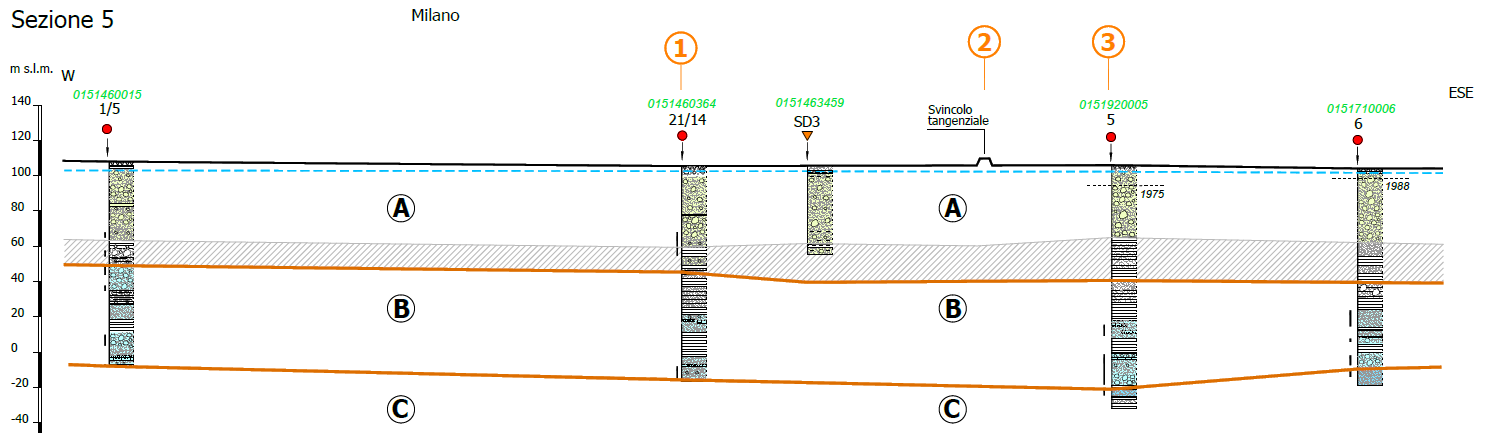 Sezione 5
Milano
1
2
3
m s.l.m.
W
ESE
0151460015
1/5
0151460364
21/14
0151463459
SD3
Svincolo
tangenziale
0151920005
5
0151710006
6
140
120
100
80
60
40
20
0
-20
-40
A
A
1975
1988
B
B
C
C